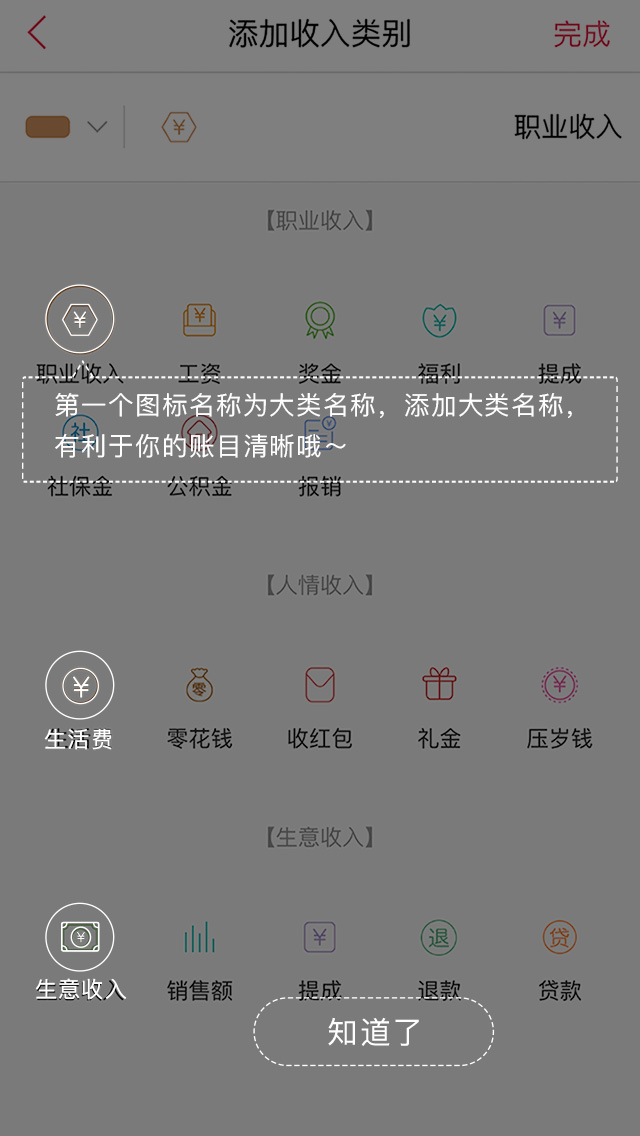 添加收入类别 完成
职业收入
【职业收入】
职业收入 工资 奖金 福利 提成
第一个图标名称为大类名称，添加大类名称，
有利于你的账目清晰哦～
社
社保金 公积金 报销
【人情收入】
零
生活费 零花钱 收红包 礼金 压岁钱
【生意收入】
退 贷
生意收入 销售额 提成 退款 贷款
知道了